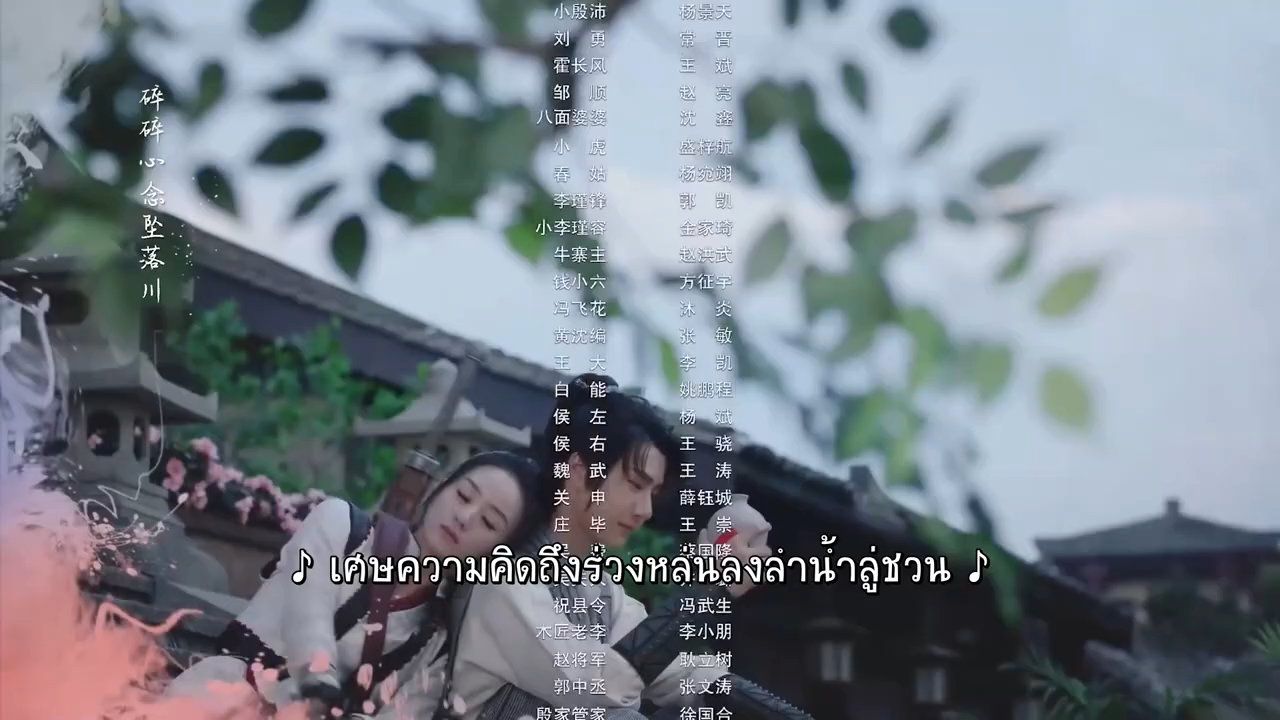 碎碎心念坠落川
小殷沛 杨景天
刘勇 常晋
霍长风 王斌
邹顺 赵亮
八面婆婆 沈鑫
小虎 盛梓航
春姑 杨宛翊
李瑾锋 郭凯
小李瑾容 金家琦
牛寨主 赵洪武
钱小六 方征宇
冯飞花 沐炎
黄沈编 张敏
王大 李凯
白能 姚鹏程
侯左 杨斌
侯右 王骁
魏武 王涛
关申 薛钰城
庄毕 王崇
♪ เศษความคิดถึงร่วงหล่นลงลำน้ำลู่ชวน ♪
祝县令 冯武生
木匠老李 李小朋
赵将军 耿立树
郭中丞 张文涛
殷家管家 徐国合